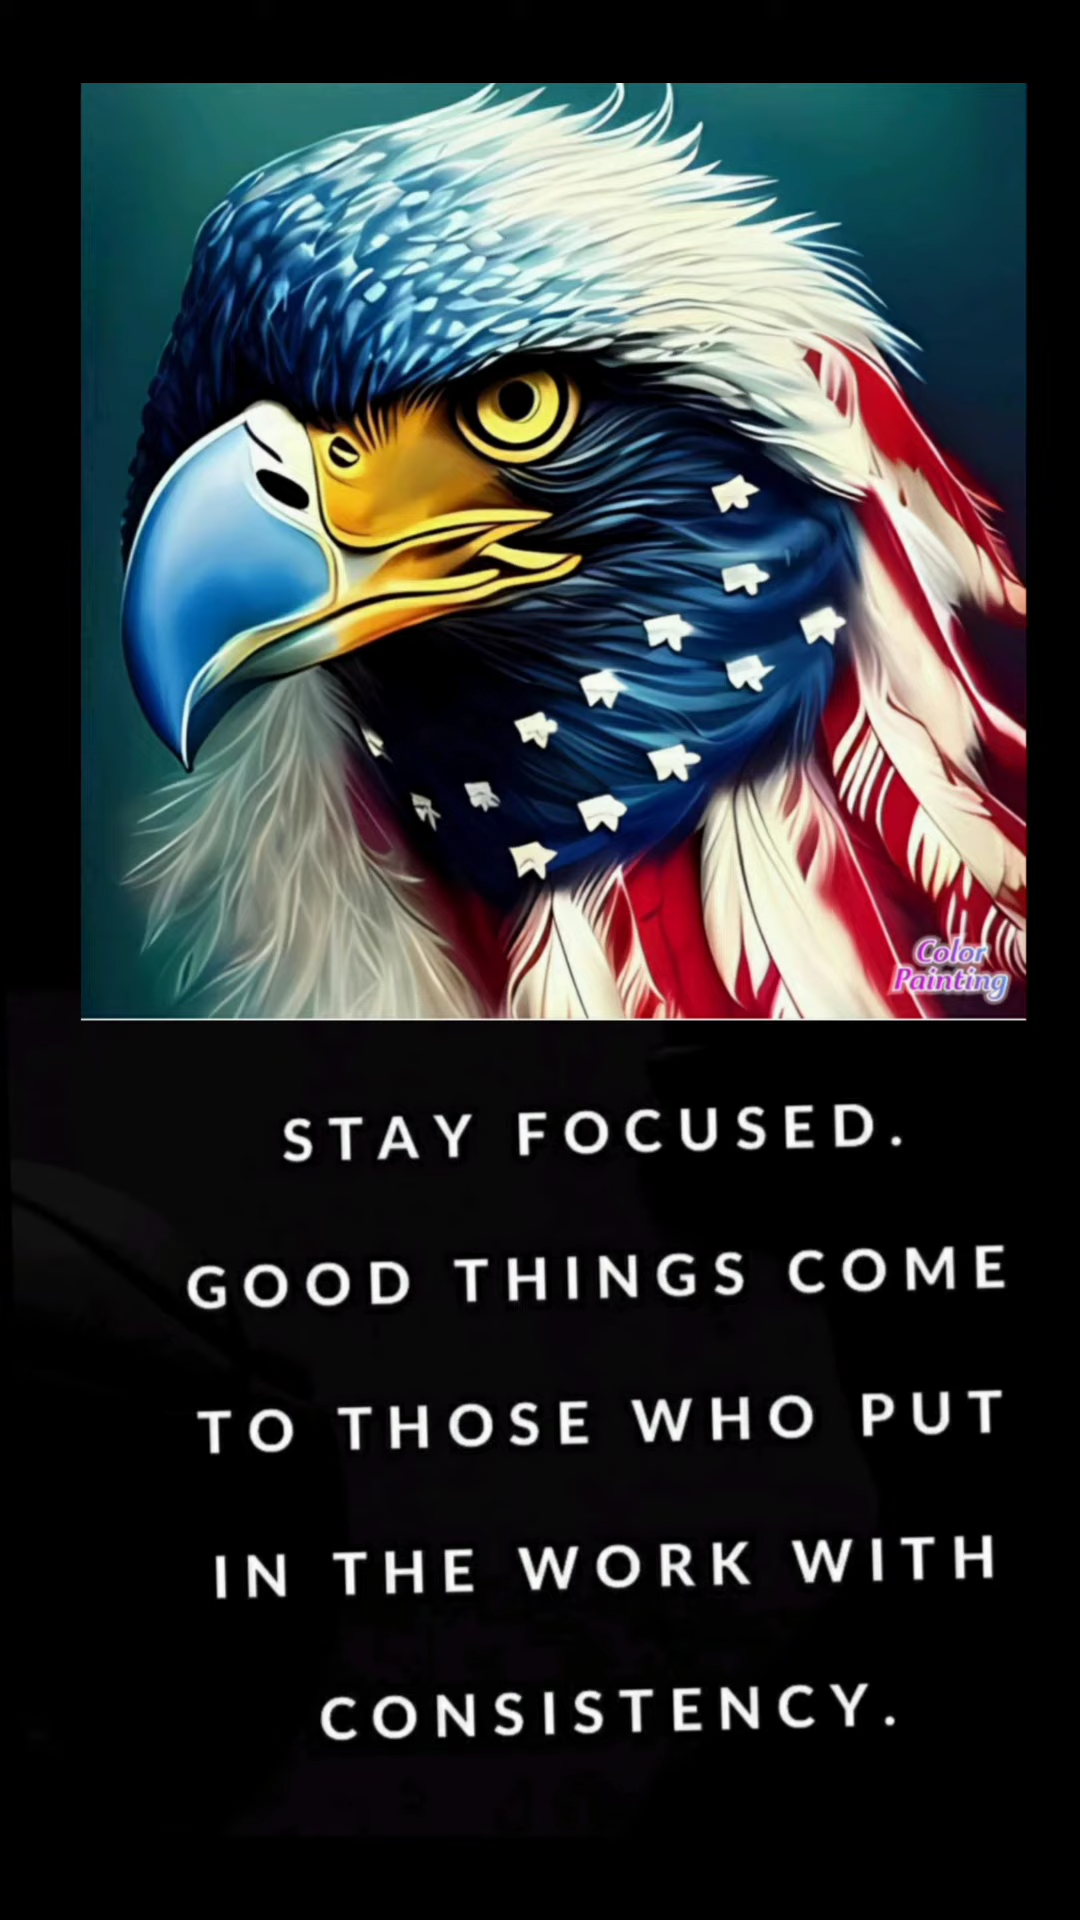 Color
Painting
STAY FOCUSED.
GOOD THINGS COME
TO THOSE WHO PUT
IN THE WORK WITH
CONSISTENCY.